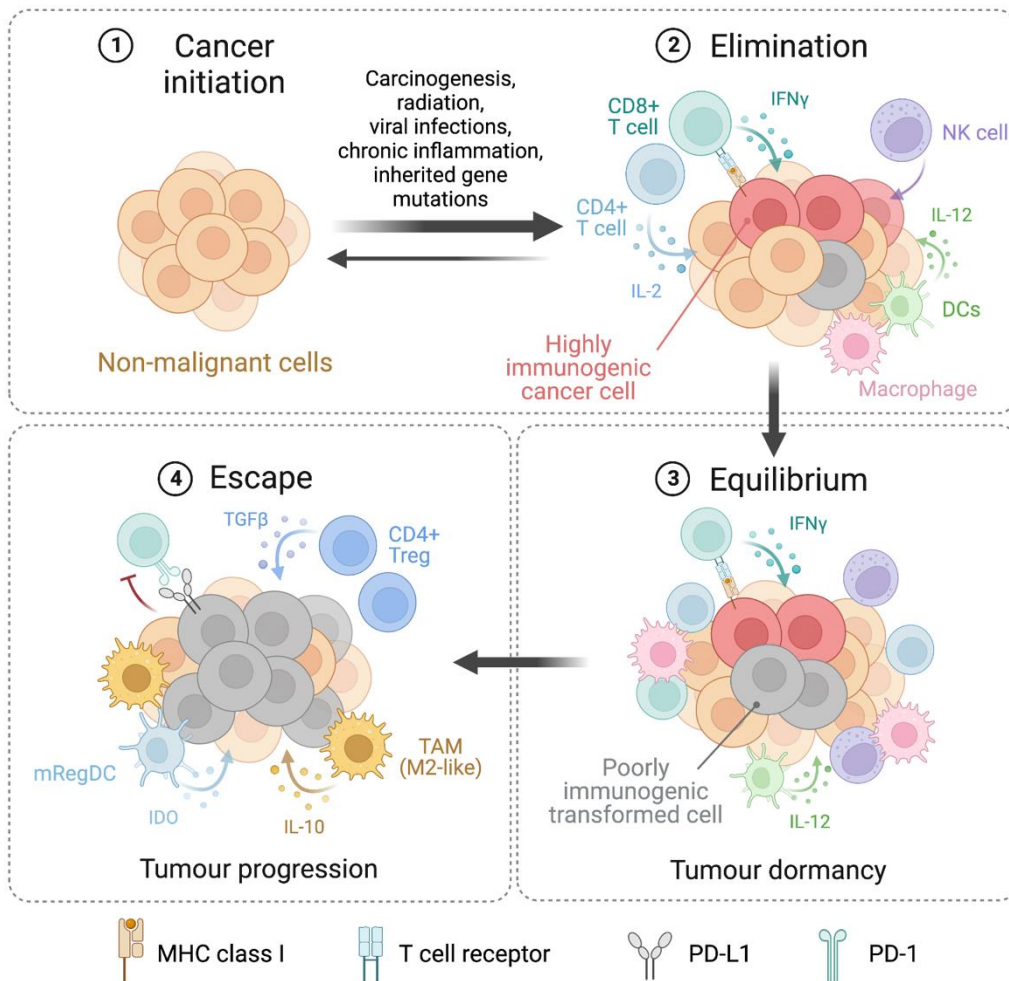 1 Cancer
initiation
Carcinogenesis,
radiation,
viral infections,
chronic inflammation,
inherited gene
mutations
Non-malignant cells
2 Elimination
CD8+
T cell
IFNγ
NK cell
CD4+
T cell
IL-2
IL-12
DCs
Highly
immunogenic
cancer cell
Macrophage
4 Escape
TGFβ
CD4+
Treg
mRegDC
IDO
IL-10
TAM
(M2-like)
Tumour progression
3 Equilibrium
IFNγ
Poorly
immunogenic
transformed cell
IL-12
Tumour dormancy
MHC class I
T cell receptor
PD-L1
PD-1